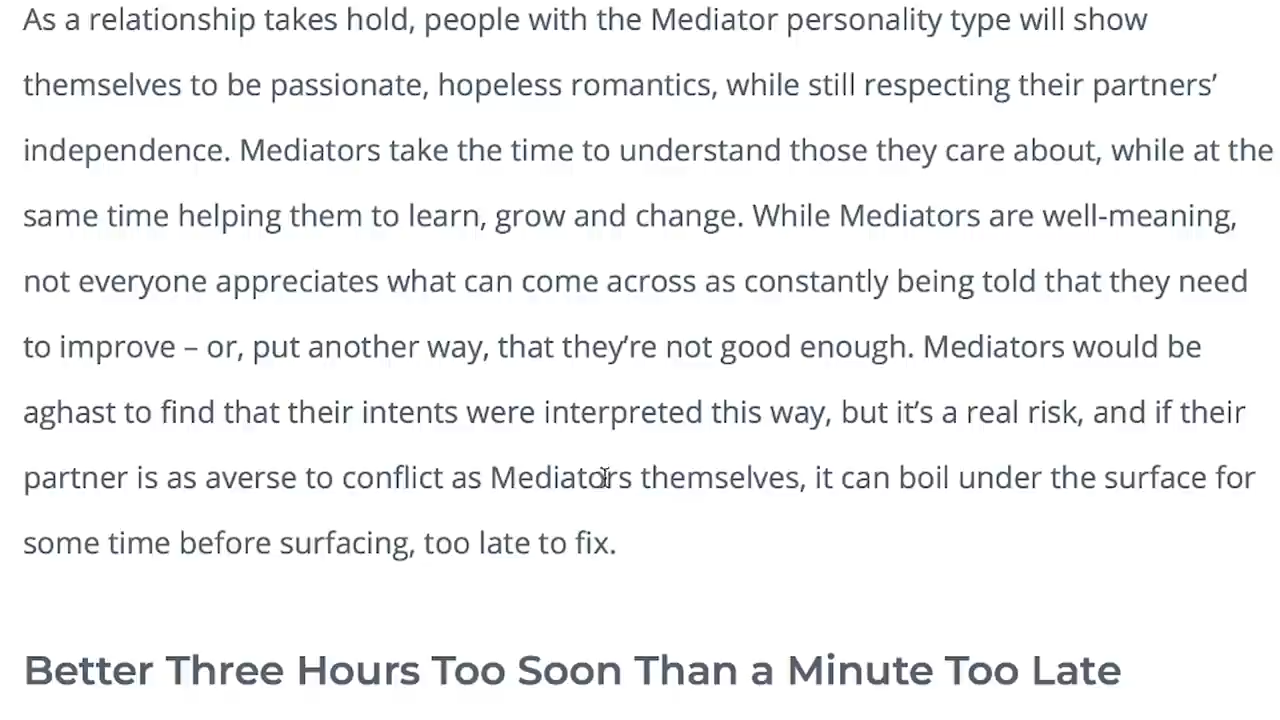 As a relationship takes hold, people with the Mediator personality type will show
themselves to be passionate, hopeless romantics, while still respecting their partners’
independence. Mediators take the time to understand those they care about, while at the
same time helping them to learn, grow and change. While Mediators are well-meaning,
not everyone appreciates what can come across as constantly being told that they need
to improve – or, put another way, that they’re not good enough. Mediators would be
aghast to find that their intents were interpreted this way, but it’s a real risk, and if their
partner is as averse to conflict as Mediators themselves, it can boil under the surface for
some time before surfacing, too late to fix.
Better Three Hours Too Soon Than a Minute Too Late